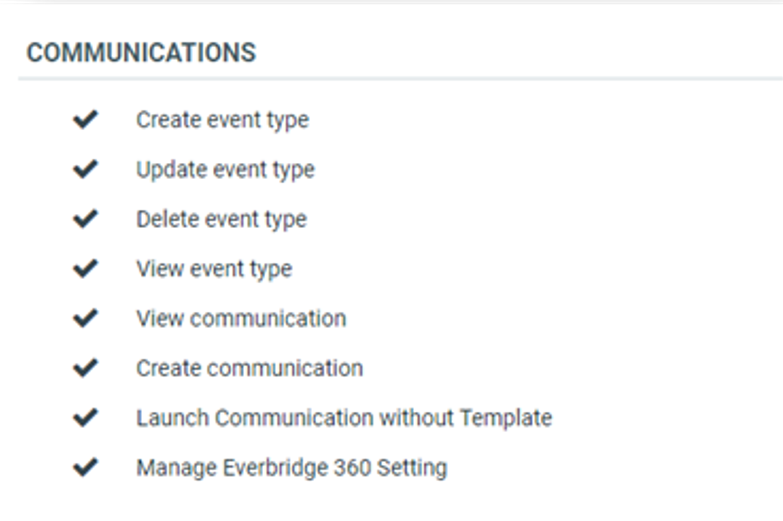 COMMUNICATIONS
Create event type
Update event type
Delete event type
View event type
View communication
Create communication
Launch Communication without Template
Manage Everbridge 360 Setting